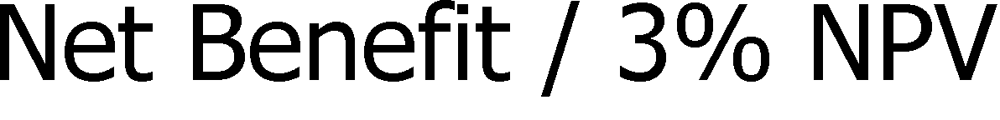 Net Benefit / 3% NPV